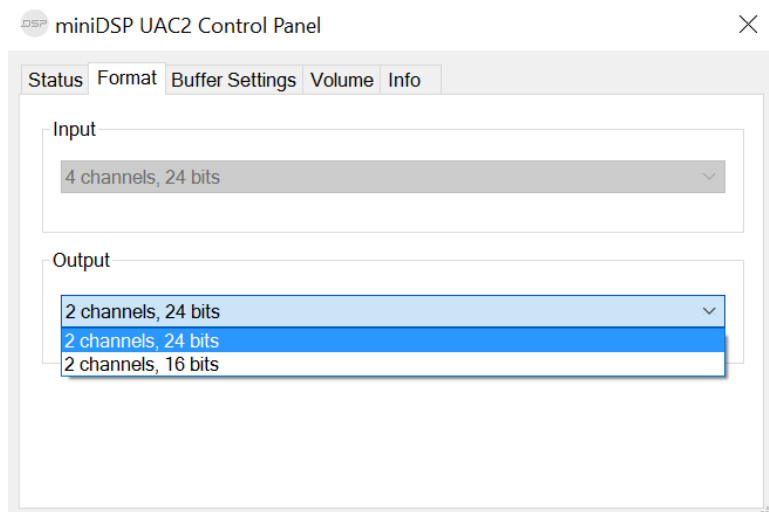 DSP miniDSP UAC2 Control Panel
Status Format Buffer Settings Volume Info
Input
4 channels, 24 bits
Output
2 channels, 24 bits
2 channels, 24 bits
2 channels, 16 bits